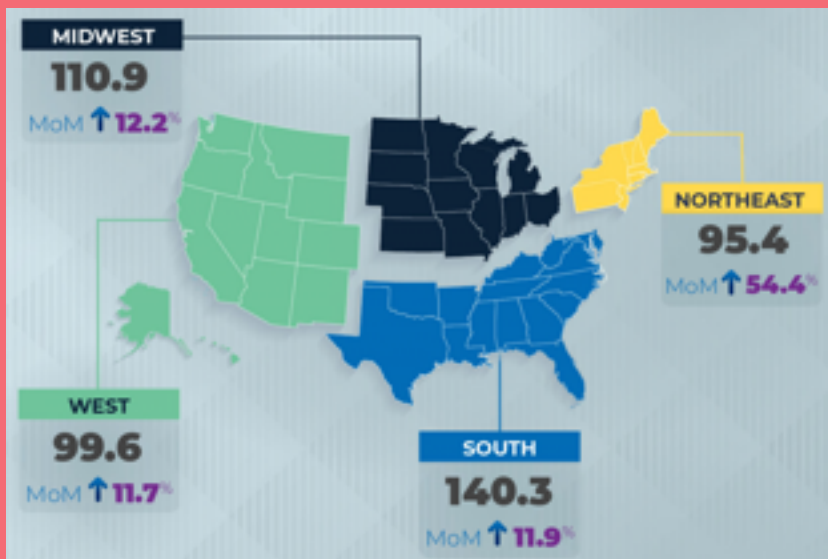 MIDWEST
110.9
MoM ↑ 12.2%
NORTHEAST
95.4
MoM ↑ 54.4%
WEST
99.6
MoM ↑ 11.7%
SOUTH
140.3
MoM ↑ 11.9%